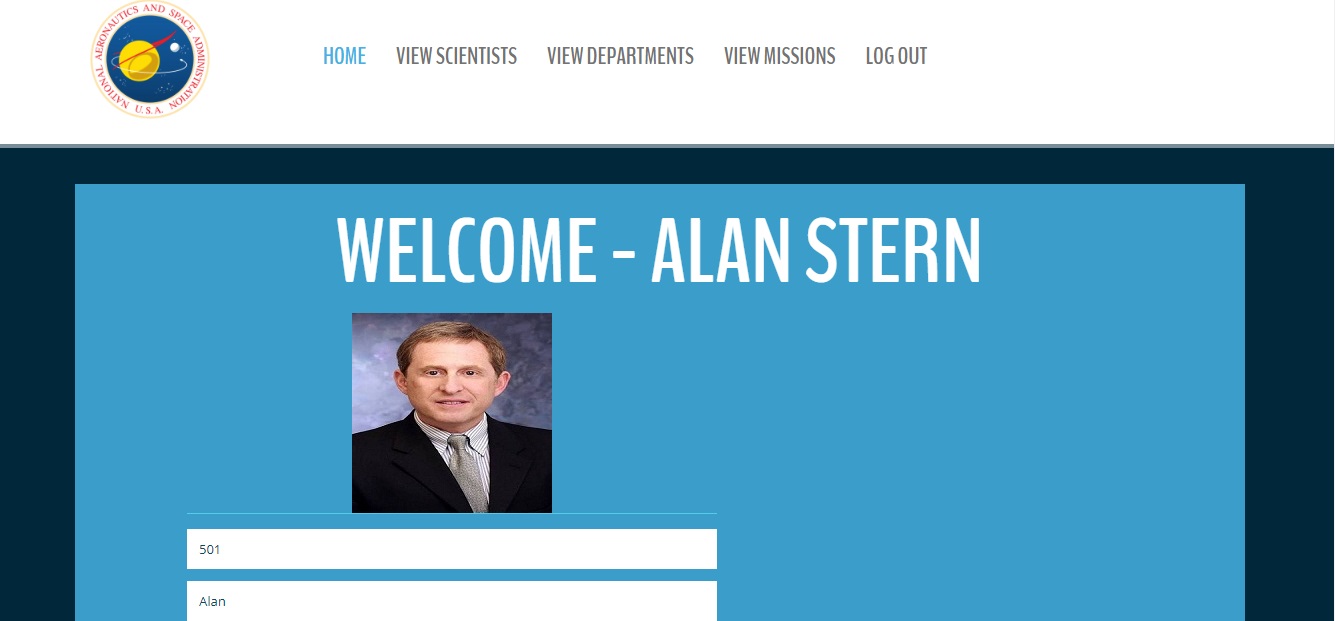 NATIONAL AERONAUTICS AND SPACE ADMINISTRATION
U.S.A.
HOME VIEW SCIENTISTS VIEW DEPARTMENTS VIEW MISSIONS LOG OUT
WELCOME - ALAN STERN
501
Alan